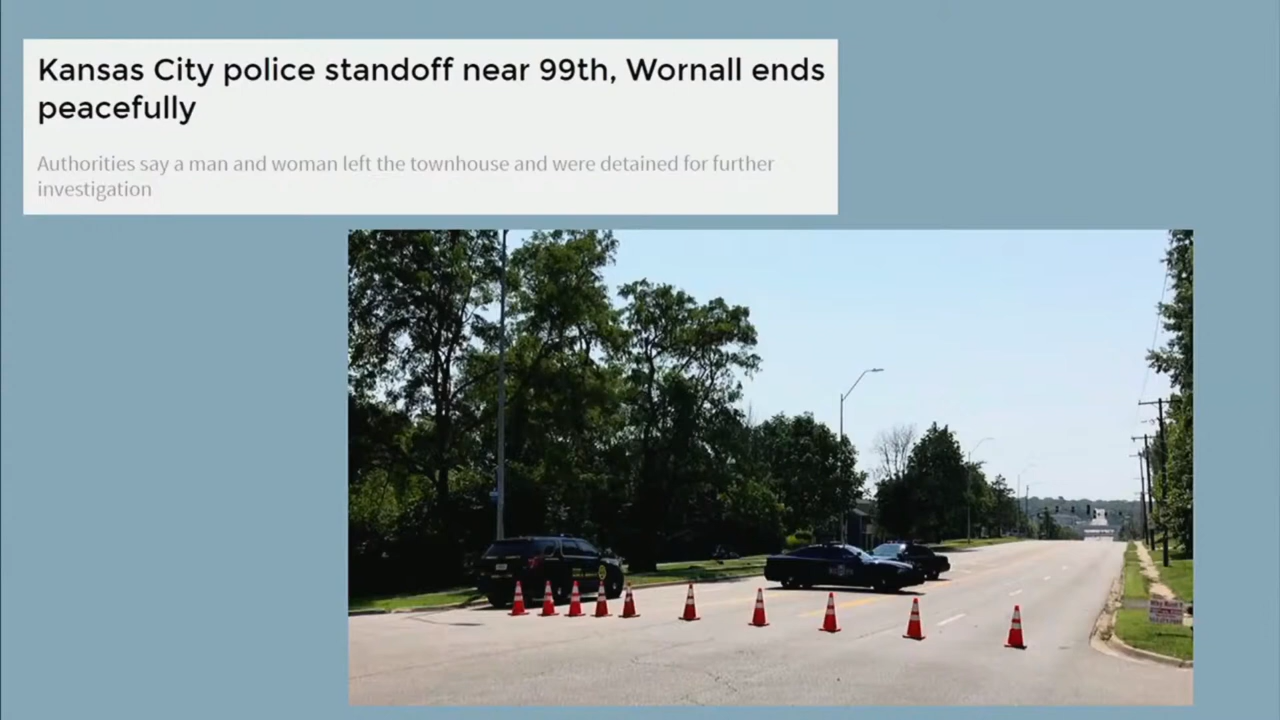 Kansas City police standoff near 99th, Wornall ends
peacefully
Authorities say a man and woman left the townhouse and were detained for further
investigation